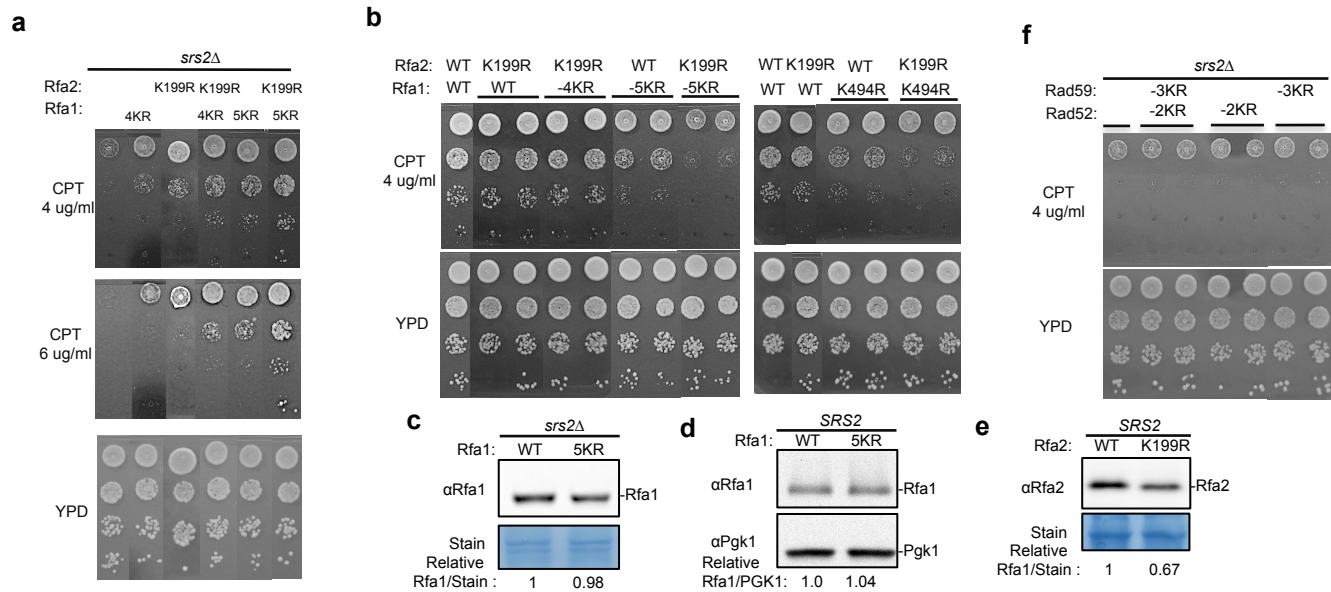 a
srs2Δ
Rfa2: K199R K199R K199R
Rfa1: 4KR 4KR 5KR 5KR
CPT
4 ug/ml
CPT
6 ug/ml
YPD
b
Rfa2: WT K199R K199R WT K199R WT K199R WT K199R
Rfa1: WT WT -4KR -5KR -5KR WT WT K494R K494R
CPT
4 ug/ml
YPD
c
srs2Δ
Rfa1: WT 5KR
αRfa1 -Rfa1
Stain
Relative
Rfa1/Stain : 1 0.98
d
SRS2
Rfa1: WT 5KR
αRfa1 -Rfa1
αPgk1 -Pgk1
Relative
Rfa1/PGK1: 1.0 1.04
e
SRS2
Rfa2: WT K199R
αRfa2 -Rfa2
Stain
Relative
Rfa1/Stain : 1 0.67
f
srs2Δ
Rad59: -3KR -3KR
Rad52: -2KR -2KR
CPT
4 ug/ml
YPD